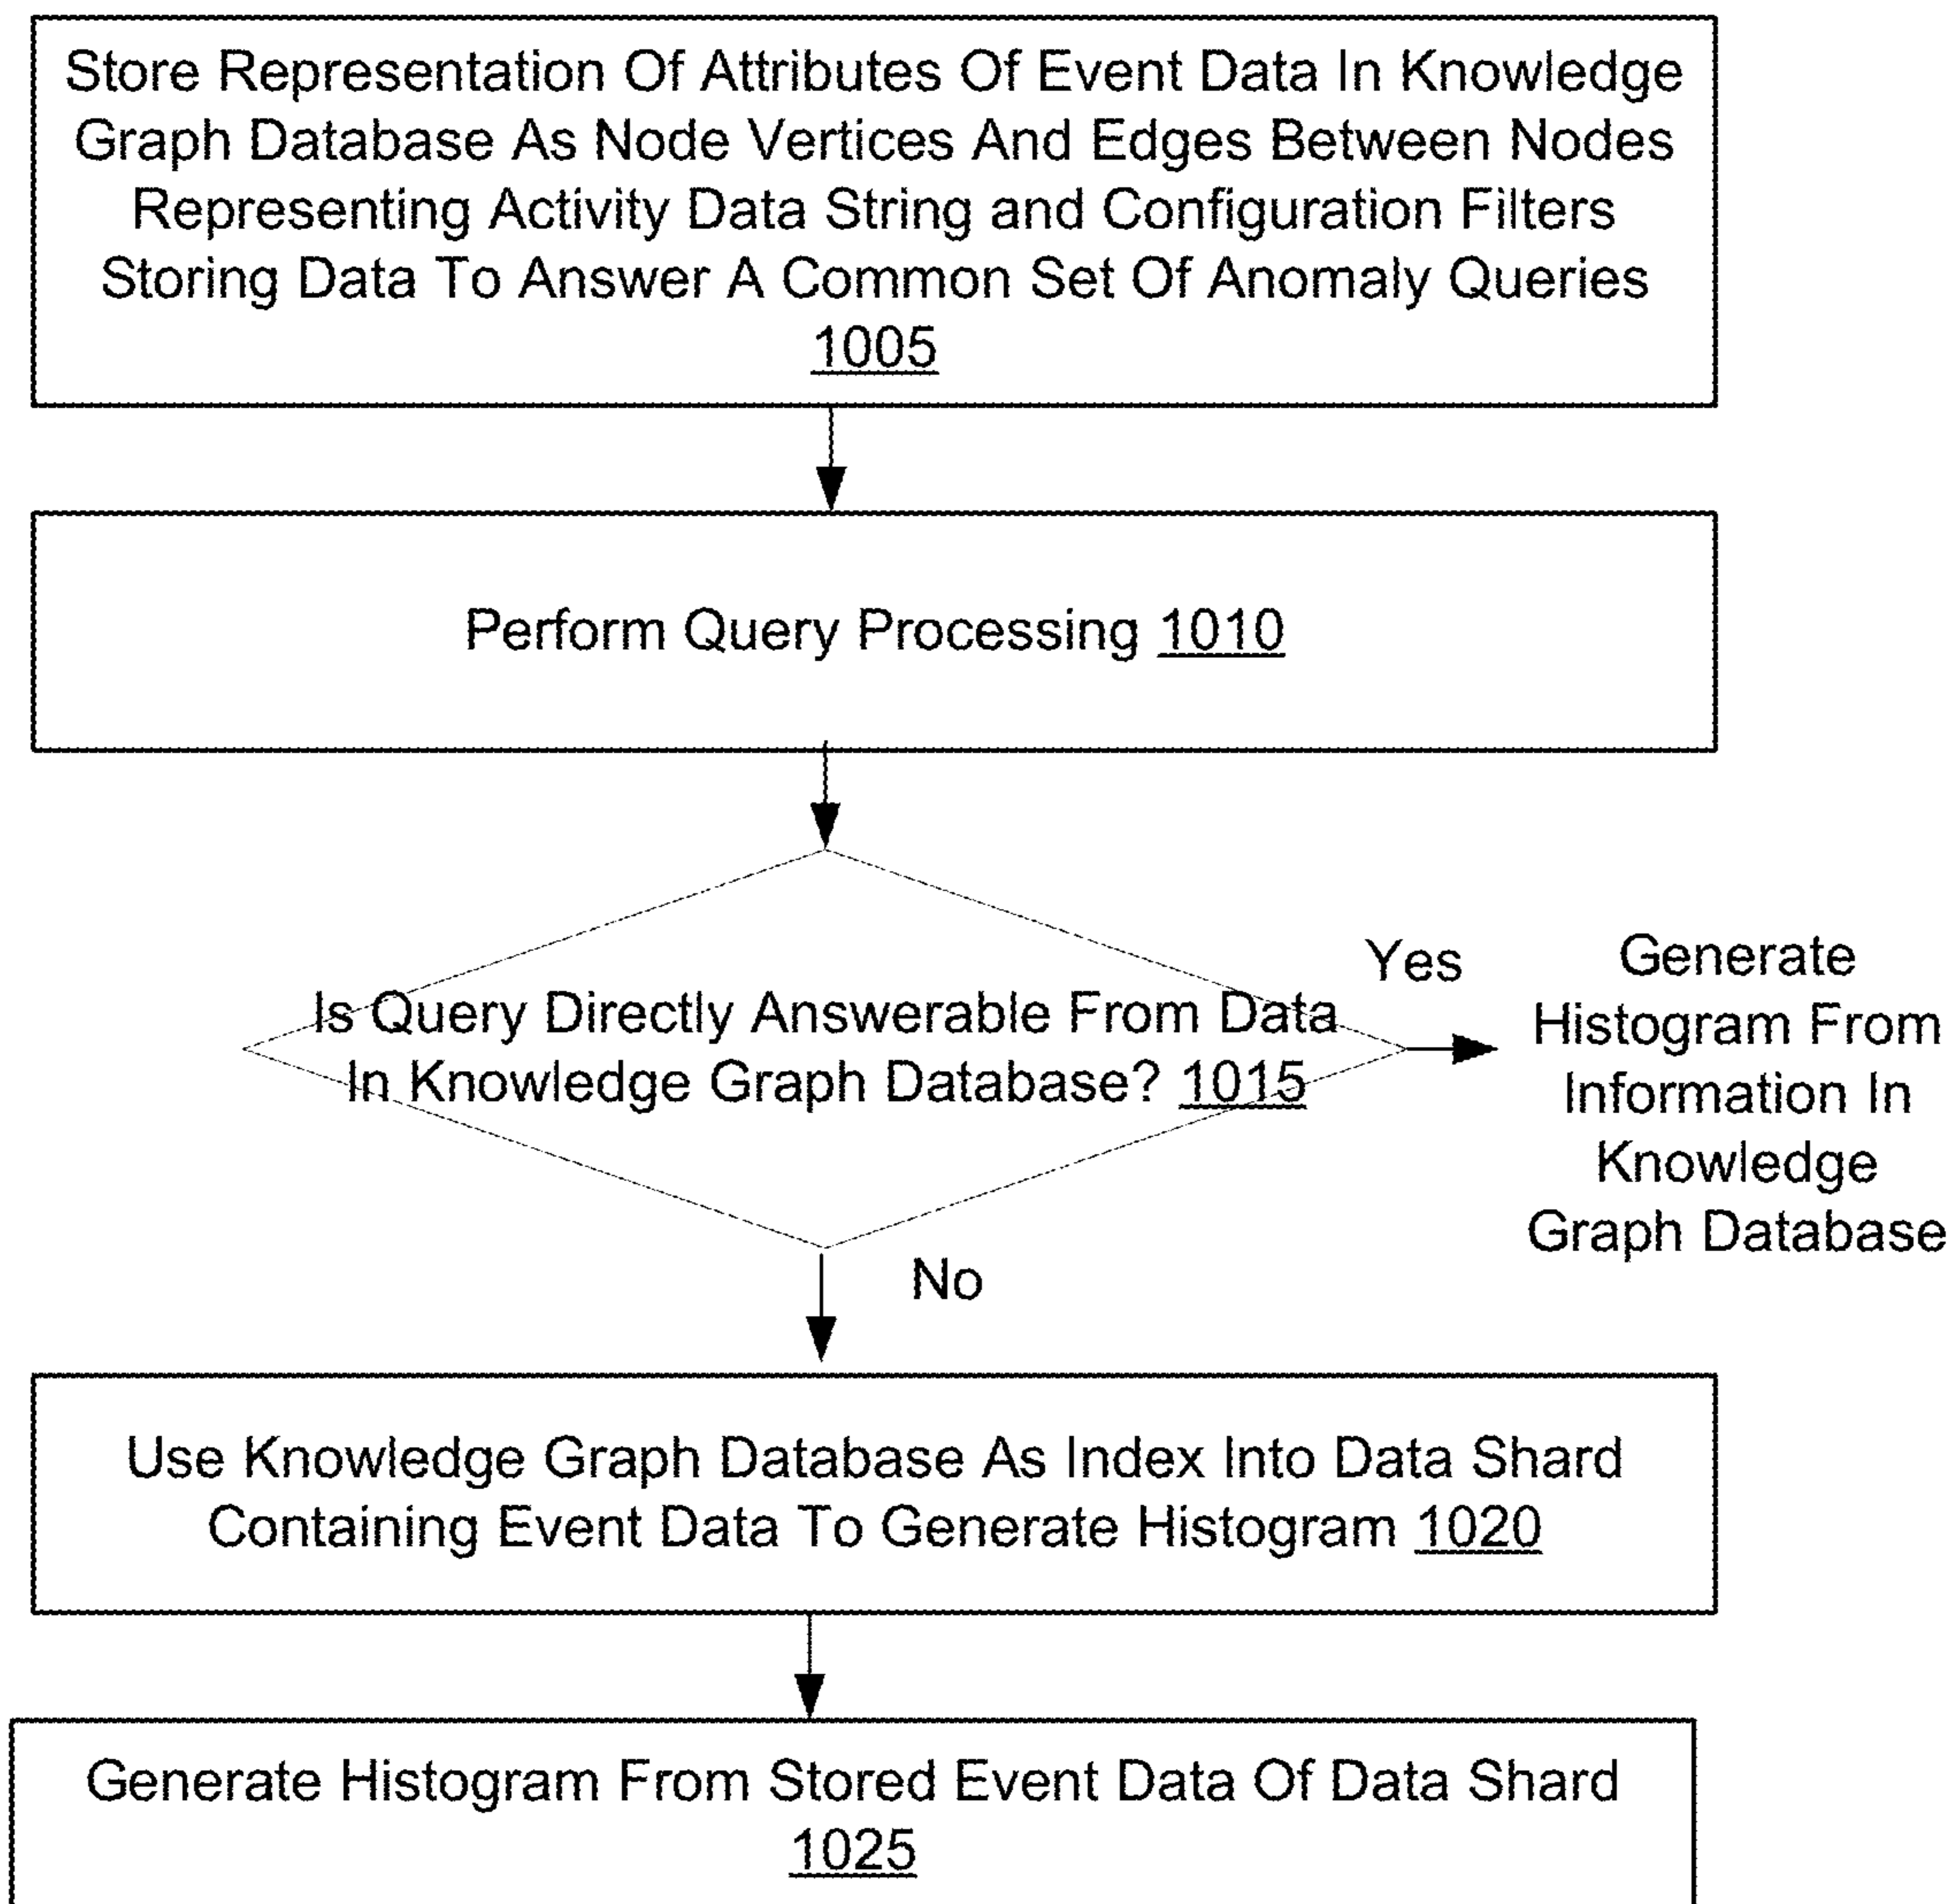 Store Representation Of Attributes Of Event Data In Knowledge
Graph Database As Node Vertices And Edges Between Nodes
Representing Activity Data String and Configuration Filters
Storing Data To Answer A Common Set Of Anomaly Queries
1005
Perform Query Processing 1010
Is Query Directly Answerable From Data
In Knowledge Graph Database? 1015
Yes
Generate
Histogram From
Information In
Knowledge
Graph Database
No
Use Knowledge Graph Database As Index Into Data Shard
Containing Event Data To Generate Histogram 1020
Generate Histogram From Stored Event Data Of Data Shard
1025